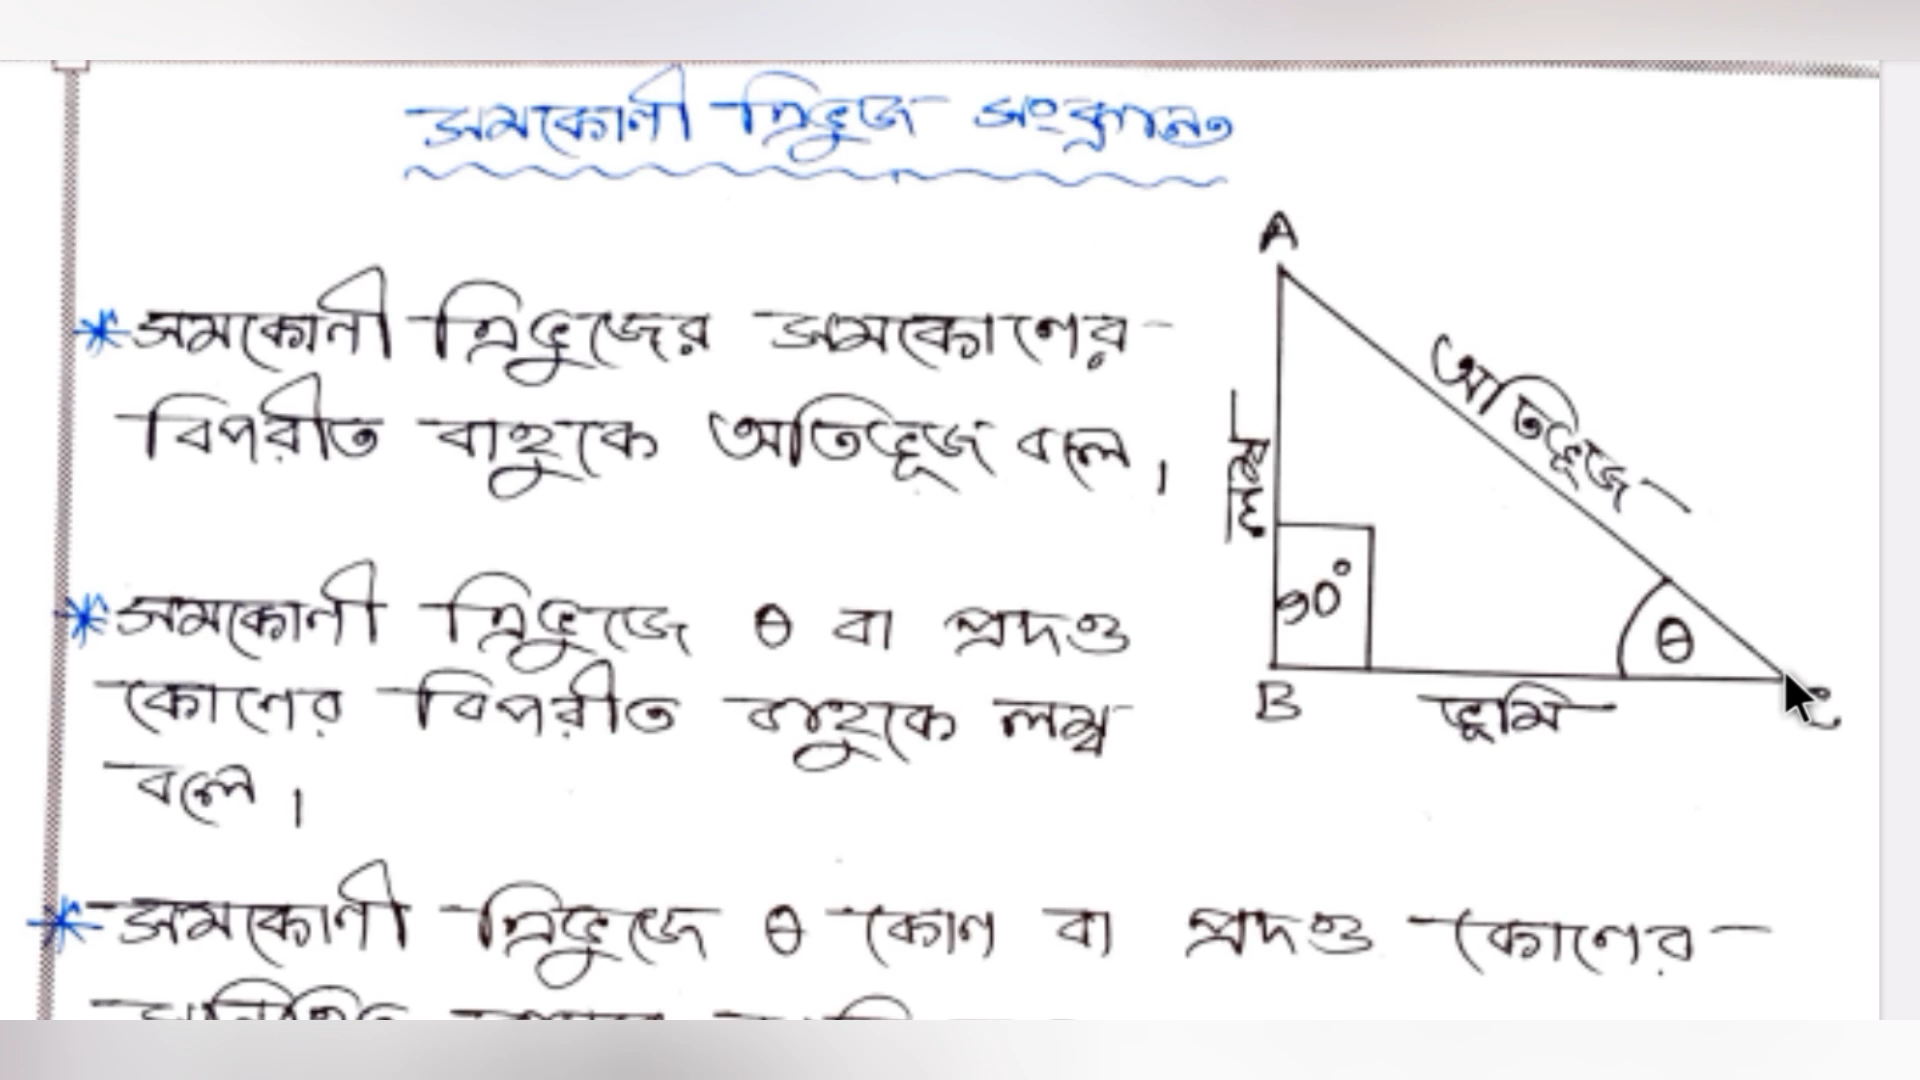 সমকোনী ত্রিভুজ সংক্রান্ত
* সমকোনী ত্রিভুজের সমকোণের
বিপরীত বাহুকে অতিভূজ বলে।
* সমকোনী ত্রিভুজে θ বা প্রদত্ত
কোণের বিপরীত বাহুকে লম্ব
বলে।
* সমকোণী ত্রিভুজে θ কোন বা প্রদত্ত কোণের
A
অতিভূজ
লম্ব
90°
θ
B
ভূমি
C